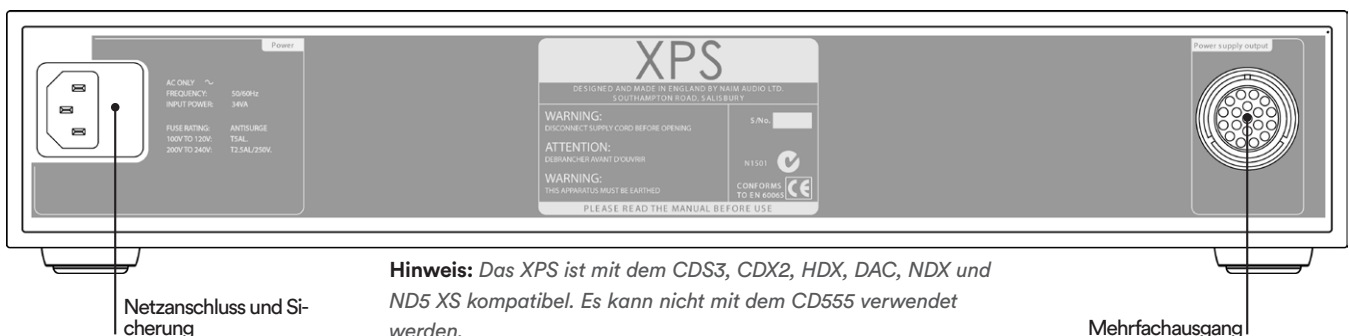 Power
AC ONLY ~
FREQUENCY: 50/60Hz
INPUT POWER: 34VA
FUSE RATING: ANTISURGE
100V TO 120V: T5AL.
200V TO 240V: T2.5AL/250V.
XPS
DESIGNED AND MADE IN ENGLAND BY NAIM AUDIO LTD.
SOUTHAMPTON ROAD, SALISBURY
WARNING:
DISCONNECT SUPPLY CORD BEFORE OPENING
ATTENTION:
DEBRANCHER AVANT D'OUVRIR
WARNING:
THIS APPARATUS MUST BE EARTHED
S/No.
N1501
CONFORMS
TO EN 60065
CE
PLEASE READ THE MANUAL BEFORE USE
Power supply output
Netzanschluss und Si-
cherung
Hinweis: Das XPS ist mit dem CDS3, CDX2, HDX, DAC, NDX und
ND5 XS kompatibel. Es kann nicht mit dem CD555 verwendet
werden.
Mehrfachausgang